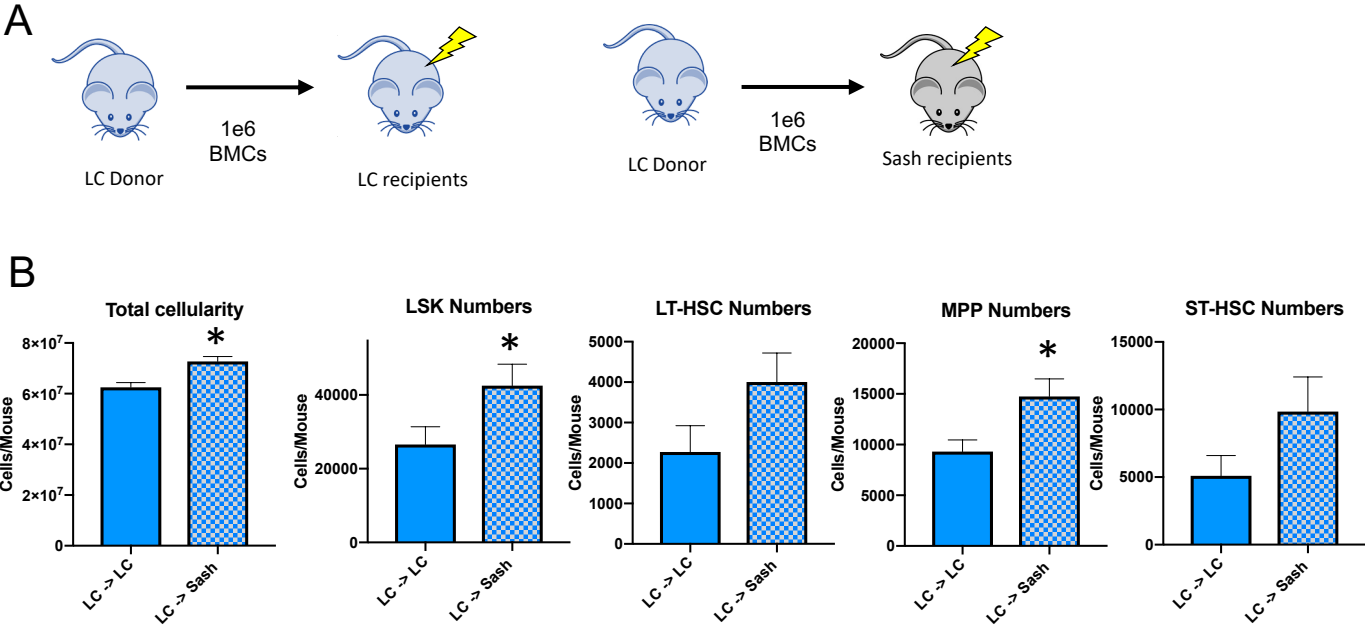 A
1e6
BMCs
LC Donor
LC recipients
1e6
BMCs
LC Donor
Sash recipients
B
Total cellularity
Cells/Mouse
8×10⁷
6×10⁷
4×10⁷
2×10⁷
0
*
LC -> LC
LC -> Sash
LSK Numbers
Cells/Mouse
40000
20000
0
*
LC -> LC
LC -> Sash
LT-HSC Numbers
Cells/Mouse
5000
4000
3000
2000
1000
0
LC -> LC
LC -> Sash
MPP Numbers
Cells/Mouse
20000
15000
10000
5000
0
*
LC -> LC
LC -> Sash
ST-HSC Numbers
Cells/Mouse
15000
10000
5000
0
LC -> LC
LC -> Sash